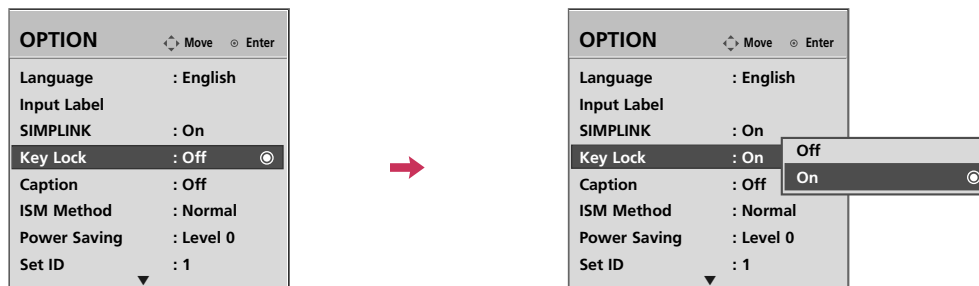 OPTION Move Enter
Language : English
Input Label
SIMPLINK : On
Key Lock : Off
Caption : Off
ISM Method : Normal
Power Saving : Level 0
Set ID : 1
OPTION Move Enter
Language : English
Input Label
SIMPLINK : On
Key Lock : On
Caption : Off
ISM Method : Normal
Power Saving : Level 0
Set ID : 1
Off
On